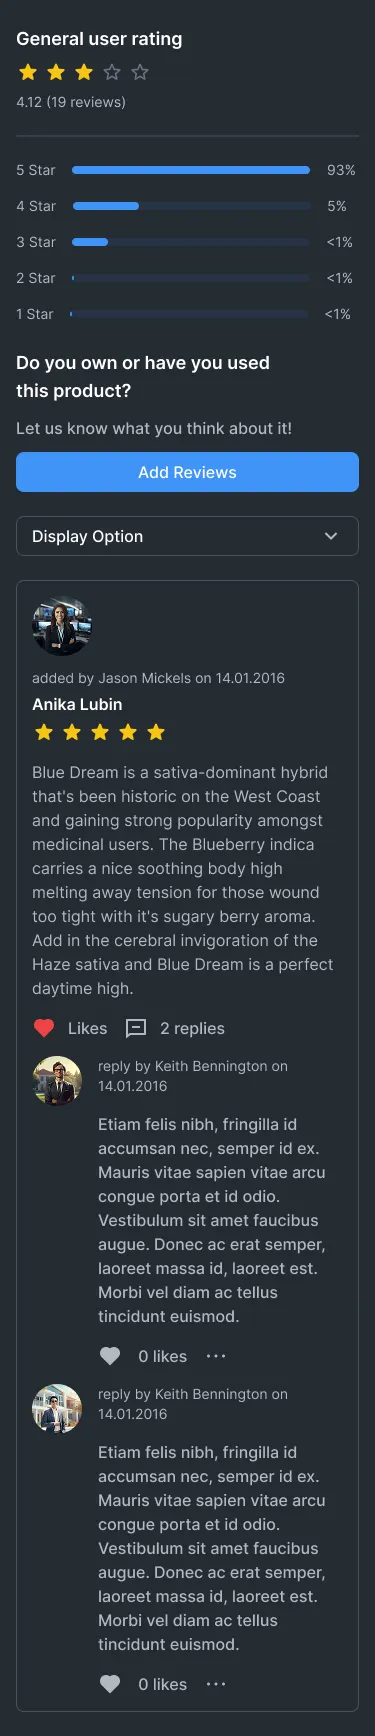 General user rating
4.12 (19 reviews)
5 Star 93%
4 Star 5%
3 Star <1%
2 Star <1%
1 Star <1%
Do you own or have you used
this product?
Let us know what you think about it!
Add Reviews
Display Option
added by Jason Mickels on 14.01.2016
Anika Lubin
Blue Dream is a sativa-dominant hybrid
that's been historic on the West Coast
and gaining strong popularity amongst
medicinal users. The Blueberry indica
carries a nice soothing body high
melting away tension for those wound
too tight with it's sugary berry aroma.
Add in the cerebral invigoration of the
Haze sativa and Blue Dream is a perfect
daytime high.
Likes 2 replies
reply by Keith Bennington on
14.01.2016
Etiam felis nibh, fringilla id
accumsan nec, semper id ex.
Mauris vitae sapien vitae arcu
congue porta et id odio.
Vestibulum sit amet faucibus
augue. Donec ac erat semper,
laoreet massa id, laoreet est.
Morbi vel diam ac tellus
tincidunt euismod.
0 likes ...
reply by Keith Bennington on
14.01.2016
Etiam felis nibh, fringilla id
accumsan nec, semper id ex.
Mauris vitae sapien vitae arcu
congue porta et id odio.
Vestibulum sit amet faucibus
augue. Donec ac erat semper,
laoreet massa id, laoreet est.
Morbi vel diam ac tellus
tincidunt euismod.
0 likes ...